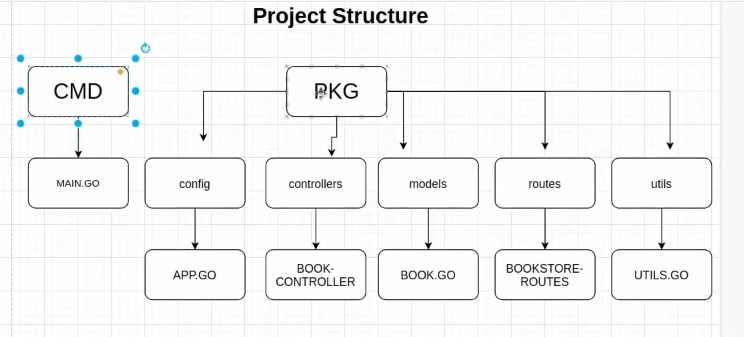 Project Structure
CMD
PKG
MAIN.GO
config
controllers
models
routes
utils
APP.GO
BOOK-
CONTROLLER
BOOK.GO
BOOKSTORE-
ROUTES
UTILS.GO